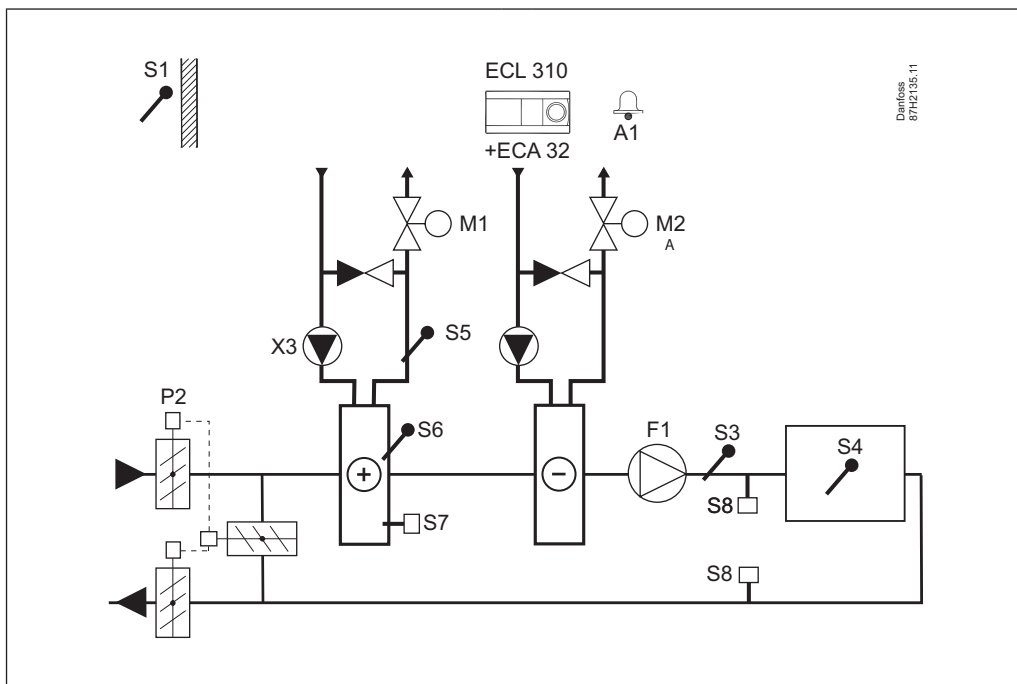 S1
ECL 310
+ECA 32
A1
Danfoss
87H2135.11
M1
M2
A
X3
S5
P2
S6
F1
S3
S4
+
−
S8
S7
S8